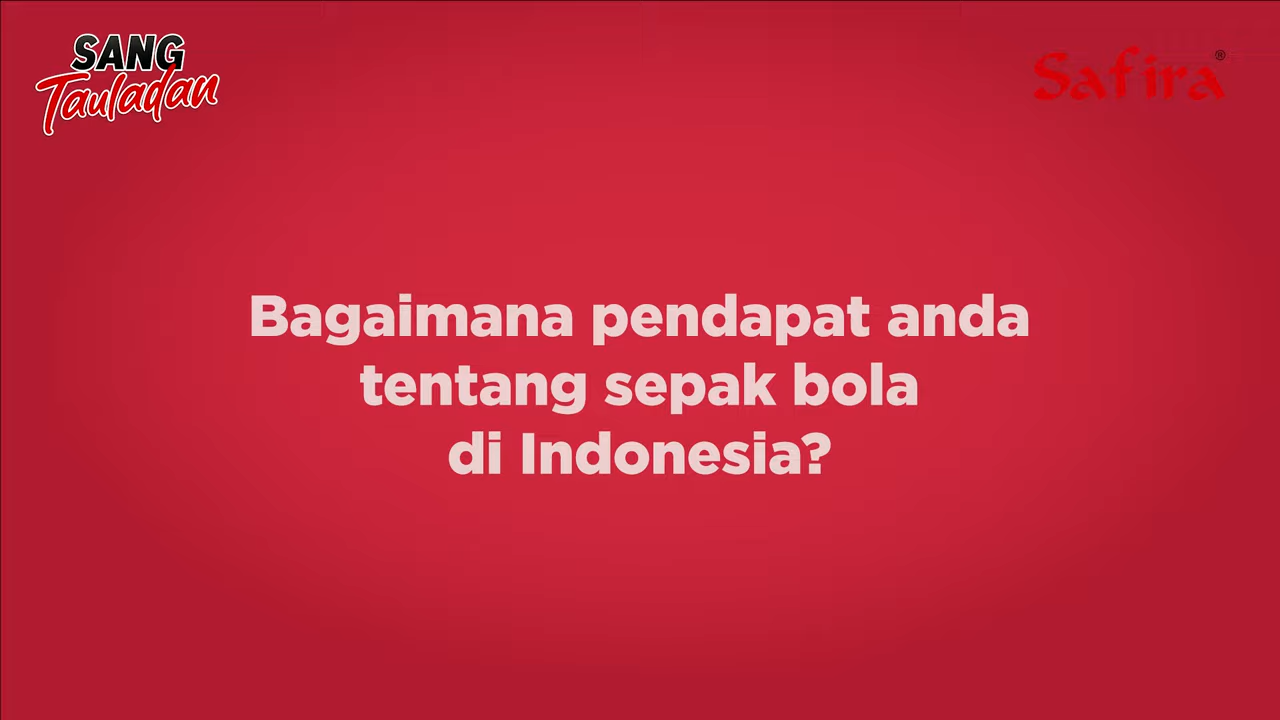 SANG
Tauladan
Safira®
Bagaimana pendapat anda
tentang sepak bola
di Indonesia?